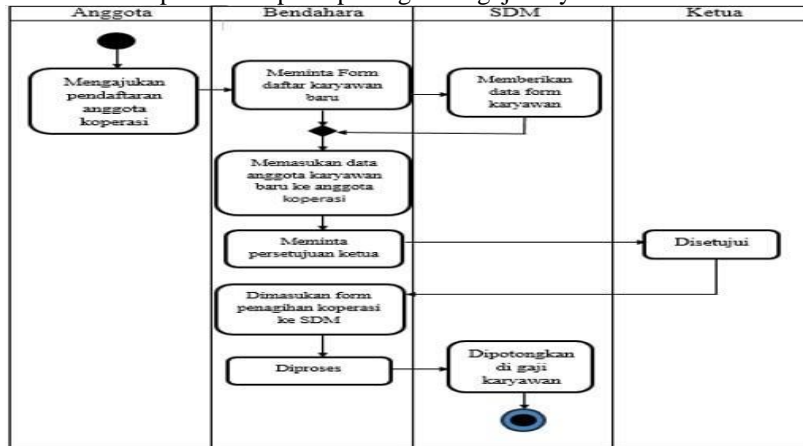 Anggota
Bendahara
SDM
Ketua
Mengajukan
pendaftaran
anggota
koperasi
Meminta Form
daftar karyawan
baru
Memberikan
data form
karyawan
Memasukan data
anggota karyawan
baru ke anggota
koperasi
Meminta
persetujuan ketua
Disetujui
Dimasukan form
penagihan koperasi
ke SDM
Diproses
Dipotongkan
di gaji
karyawan